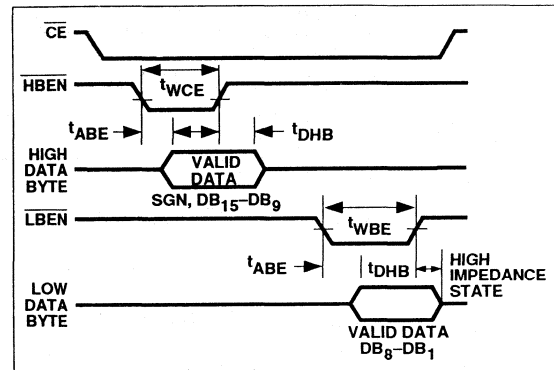 CE
HBEN
tWCE
tABE
tDHB
HIGH DATA BYTE
VALID DATA
SGN, DB15–DB9
LBEN
tWBE
tABE
tDHB
HIGH IMPEDANCE STATE
LOW DATA BYTE
VALID DATA
DB8–DB1